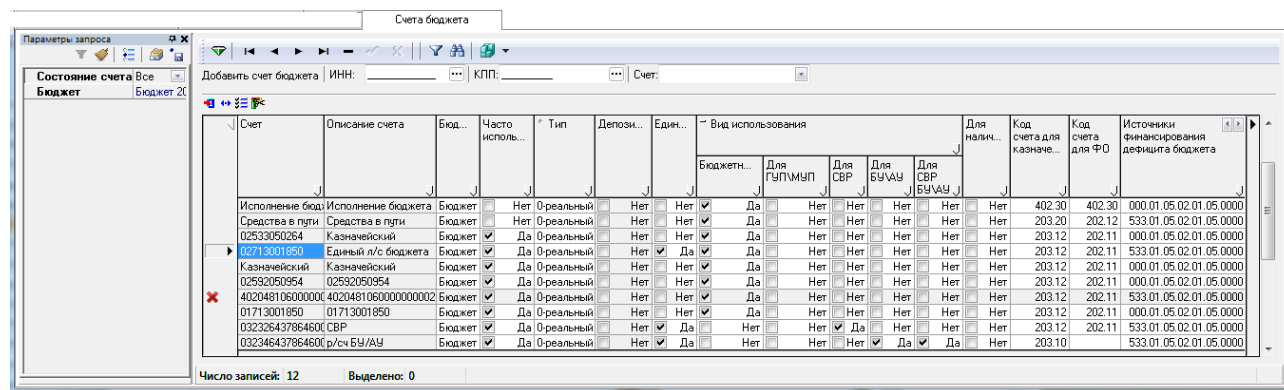 Счета бюджета
Параметры запроса
Состояние счета Все
Бюджет Бюджет 20
Добавить счет бюджета ИНН: КПП: Счет:
Счет Описание счета Бюд... Часто исполь... Тип Депози... Един... Вид использования Для налич... Код счета для казначе... Код счета для ФО Источники финансирования дефицита бюджета
Бюджетн... Для ГУП\МУП Для СВР Для БУ\АУ Для СВР БУ\АУ
Исполнение бюд Исполнение бюджета Бюджет Нет 0-реальный Нет Нет Да Нет Нет Нет Нет Нет 402.30 402.30 000.01.05.02.01.05.0000
Средства в пути Средства в пути Бюджет Нет 0-реальный Нет Нет Да Нет Нет Нет Нет Нет 203.20 202.12 533.01.05.02.01.05.0000
02533050264 Казначейский Бюджет Да 0-реальный Нет Нет Да Нет Нет Нет Нет Нет 203.12 202.11 000.01.05.02.01.05.0000
02713001850 Единый л/с бюджета Бюджет Да 0-реальный Нет Да Да Нет Нет Нет Нет Нет 203.12 202.11 000.01.05.02.01.05.0000
Казначейский Казначейский Бюджет Да 0-реальный Нет Нет Да Нет Нет Нет Нет Нет 203.12 202.11 000.01.05.02.01.05.0000
02592050954 02592050954 Бюджет Да 0-реальный Нет Нет Да Нет Нет Нет Нет Нет 203.12 202.11 000.01.05.02.01.05.0000
Бюджет Да 0-реальный Нет Нет Да Нет Нет Нет Нет Нет 203.12 202.11 533.01.05.02.01.05.0000
01713001850 01713001850 Бюджет Да 0-реальный Нет Нет Да Нет Нет Нет Нет Нет 203.12 202.11 533.01.05.02.01.05.0000
03232643786460 СВР Бюджет Да 0-реальный Нет Да Нет Нет Да Нет Нет Нет 203.12 202.11 533.01.05.02.01.05.0000
03234643786460 р/сч БУ/АУ Бюджет Да 0-реальный Нет Да Нет Нет Нет Да Да Нет 203.10 533.01.05.02.01.05.0000
Число записей: 12 Выделено: 0